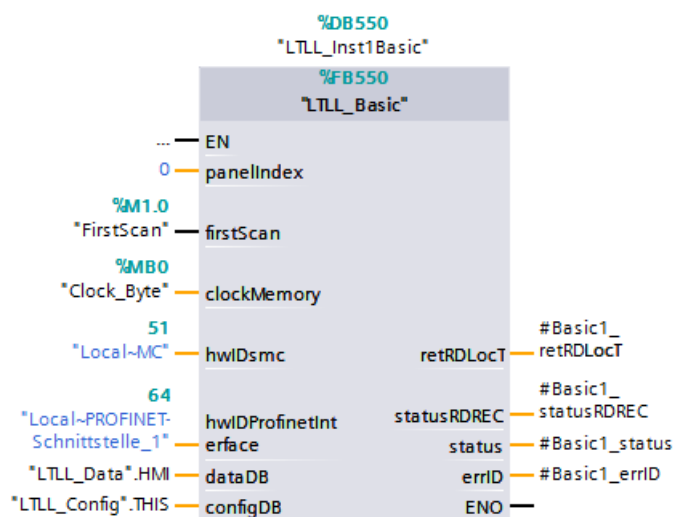 %DB550
"LTLL_Inst1Basic"
%FB550
"LTLL_Basic"
... EN
0 panelIndex
%M1.0
"FirstScan" firstScan
%MB0
"Clock_Byte" clockMemory
51
"Local~MC" hwIDsmc
#Basic1_
retRDLocT retRDLocT
64
"Local~PROFINET-
Schnittstelle_1"
hwIDProfinetInt
erface
#Basic1_
statusRDREC statusRDREC
status #Basic1_status
"LTLL_Data".HMI dataDB
errID #Basic1_errID
"LTLL_Config".THIS configDB
ENO